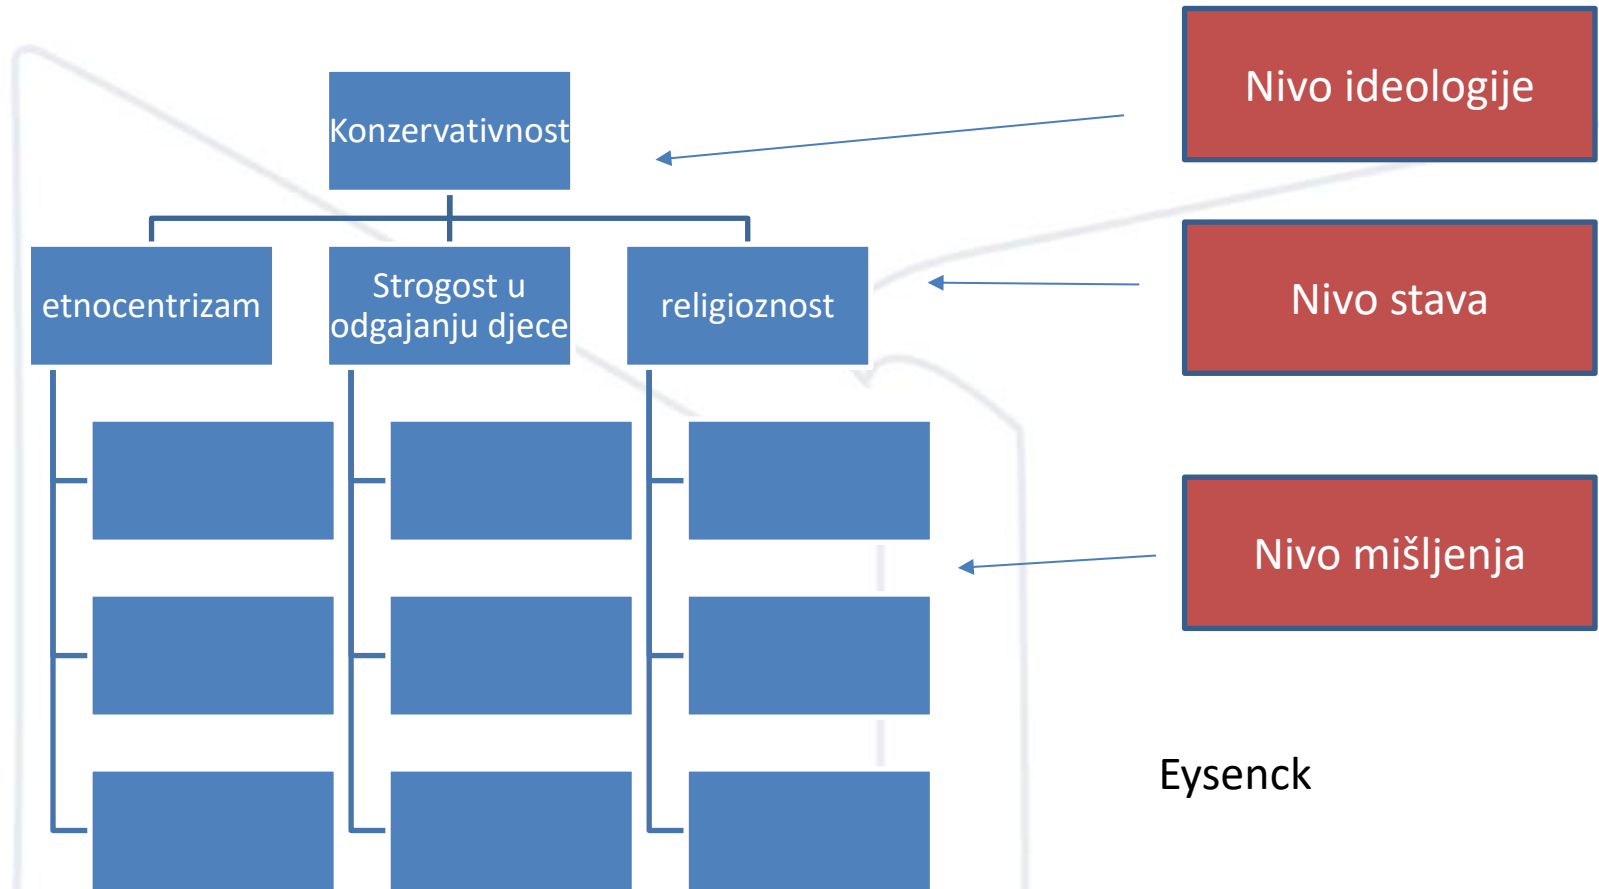 Nivo ideologije
Konzervativnost
etnocentrizam
Strogost u
odgajanju djece
religioznost
Nivo stava
Nivo mišljenja
Eysenck